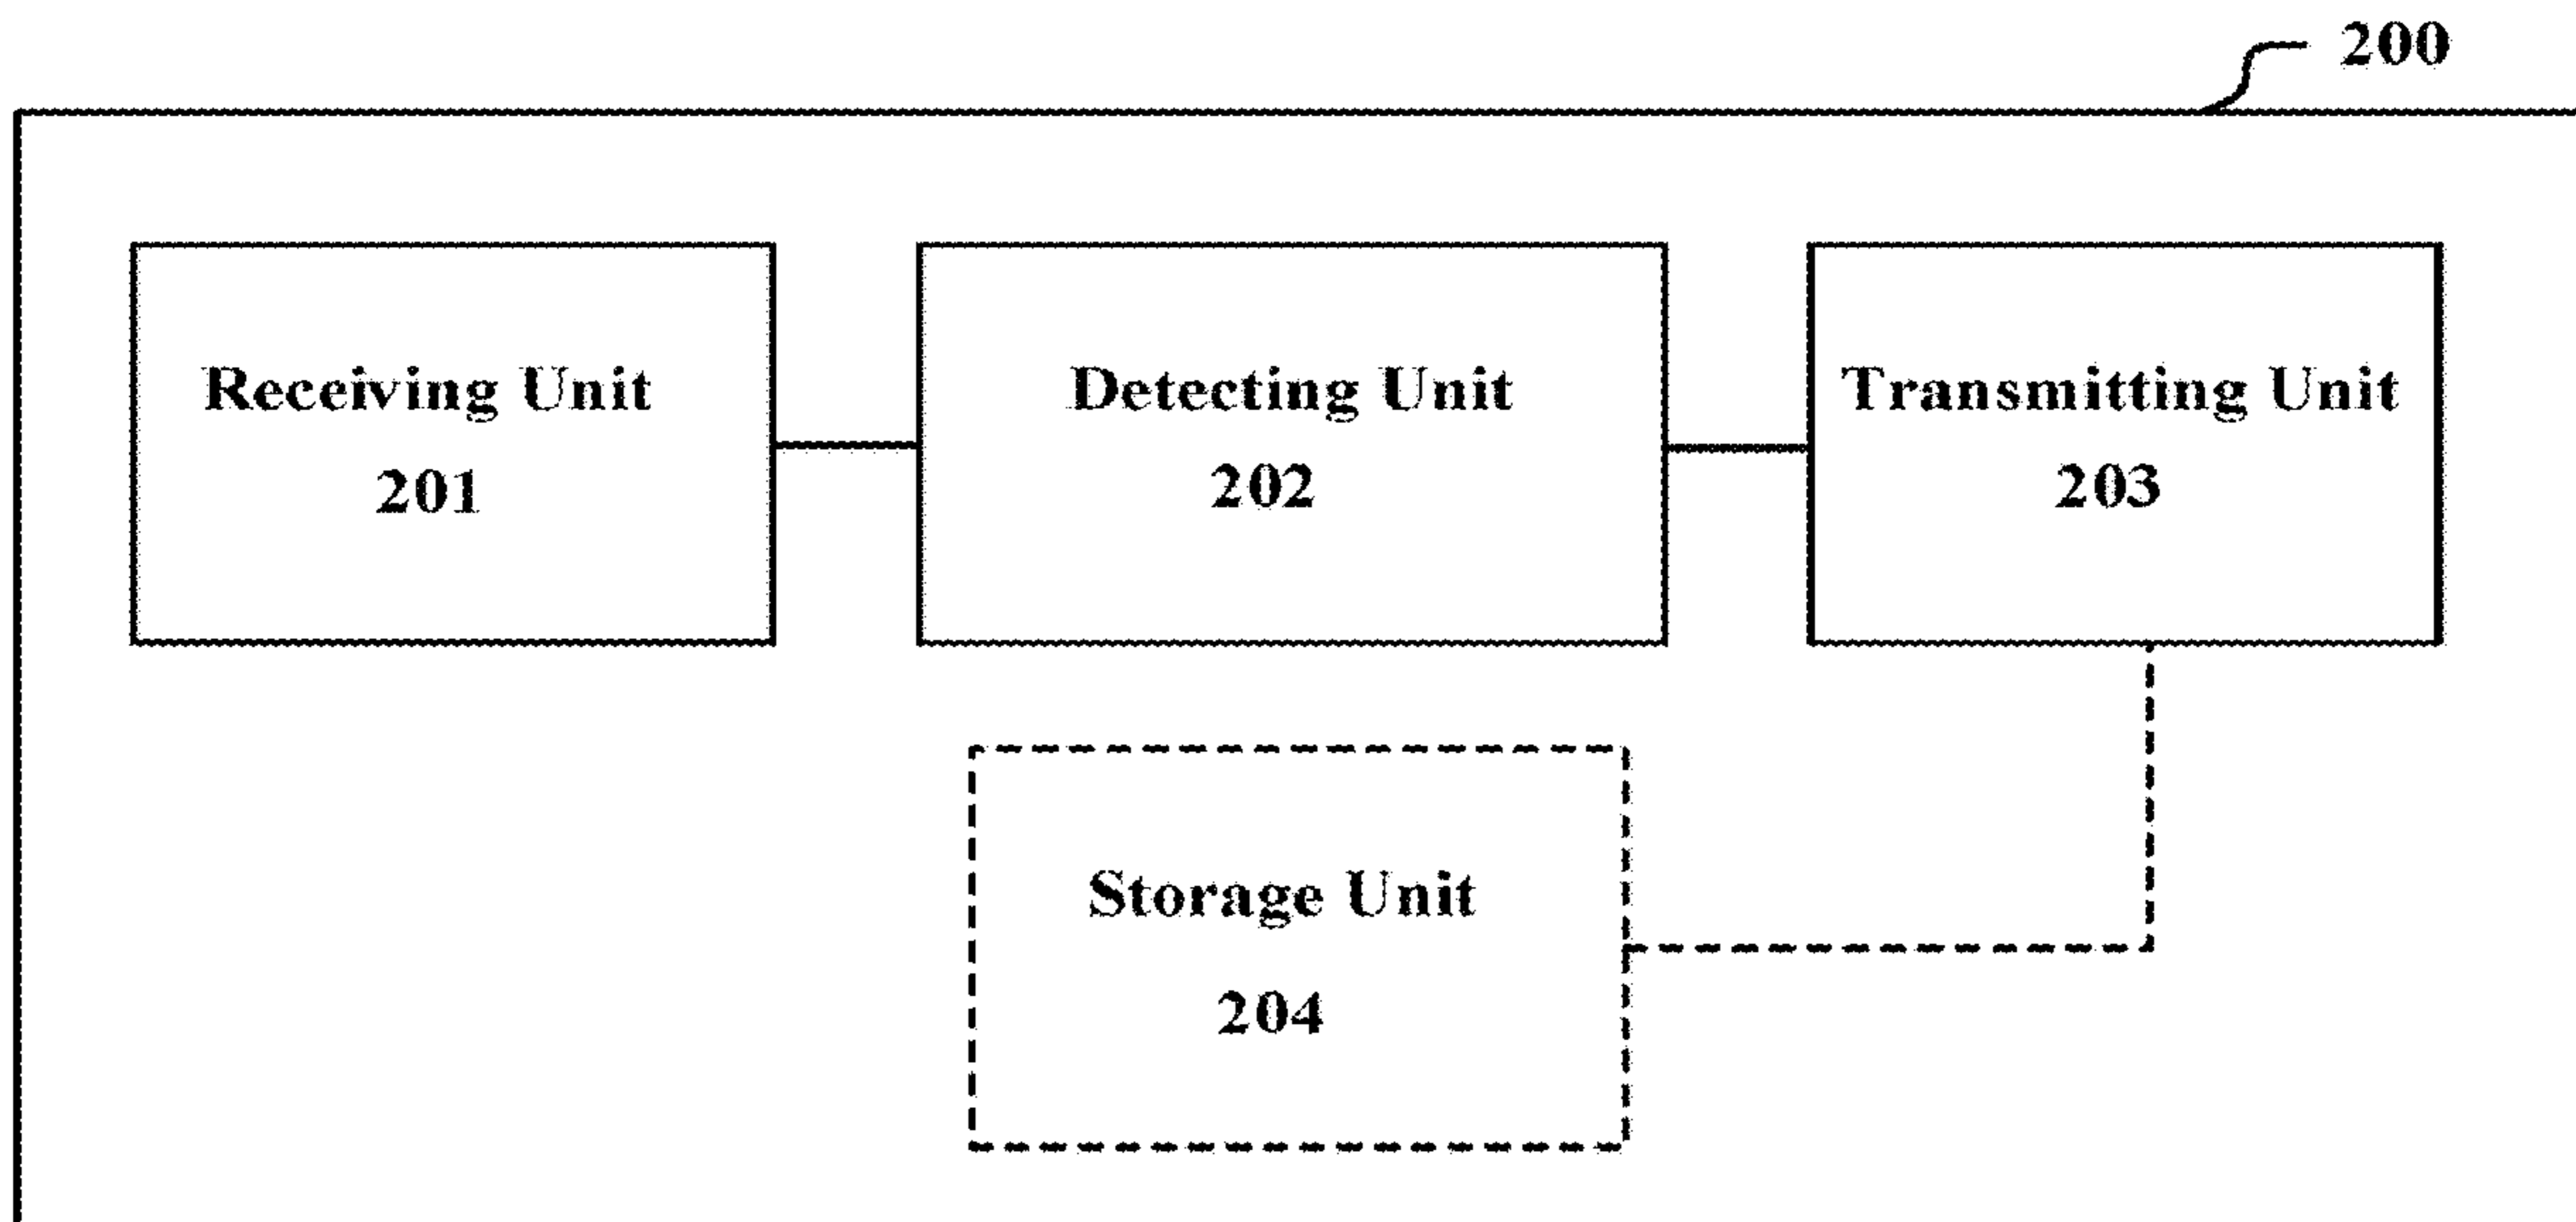 200
Receiving Unit
201
Detecting Unit
202
Transmitting Unit
203
Storage Unit
204